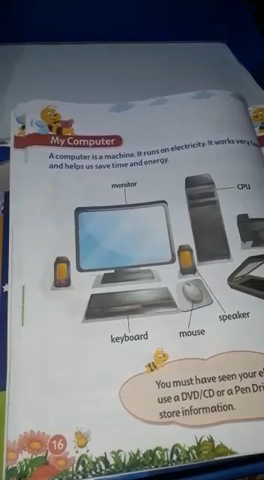 My Computer
A computer is a machine. It runs on electricity. It works very
and helps us save time and energy.
monitor
CPU
speaker
keyboard
mouse
You must have seen your
use a DVD/CD or a Pen
store information.
16